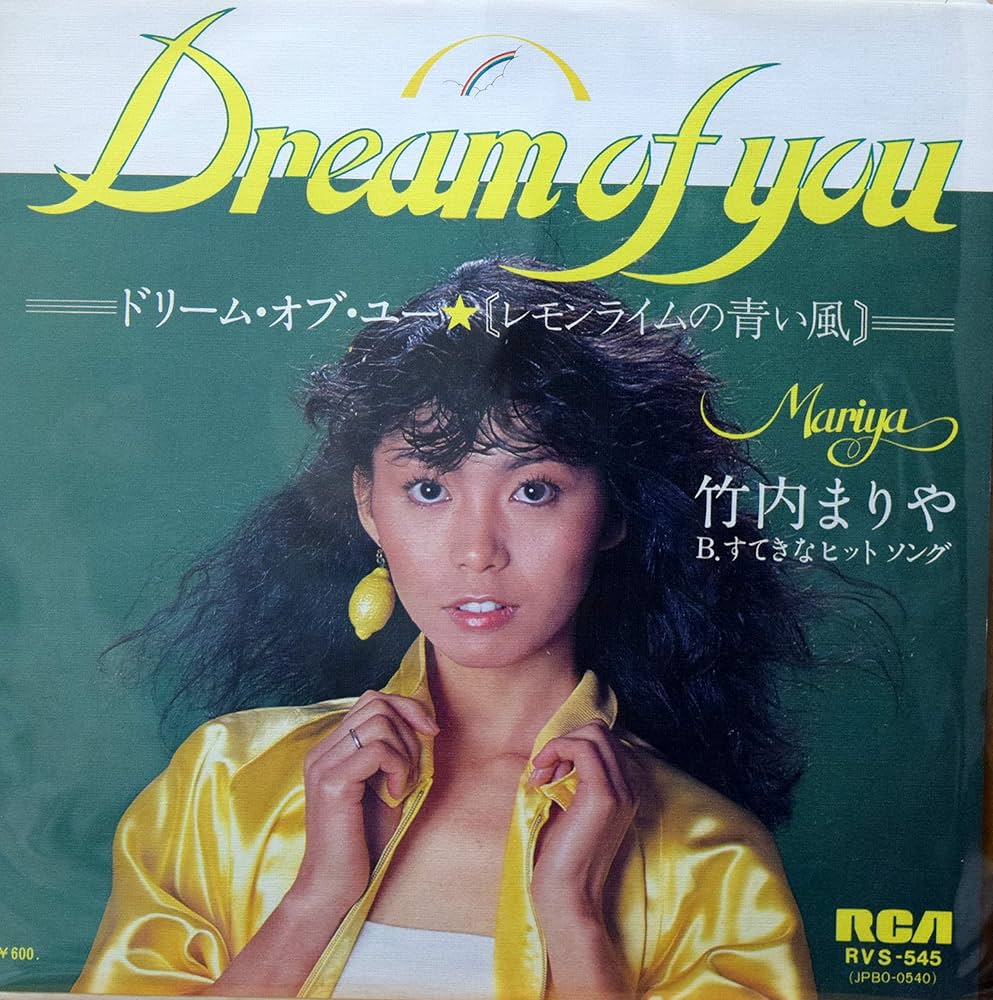 Dream of you
ドリーム・オブ・ユー★《レモンライムの青い風》
Mariya
竹内まりや
B.すてきなヒット ソング
¥600.
RCA
RVS-545
(JPBO-0540)